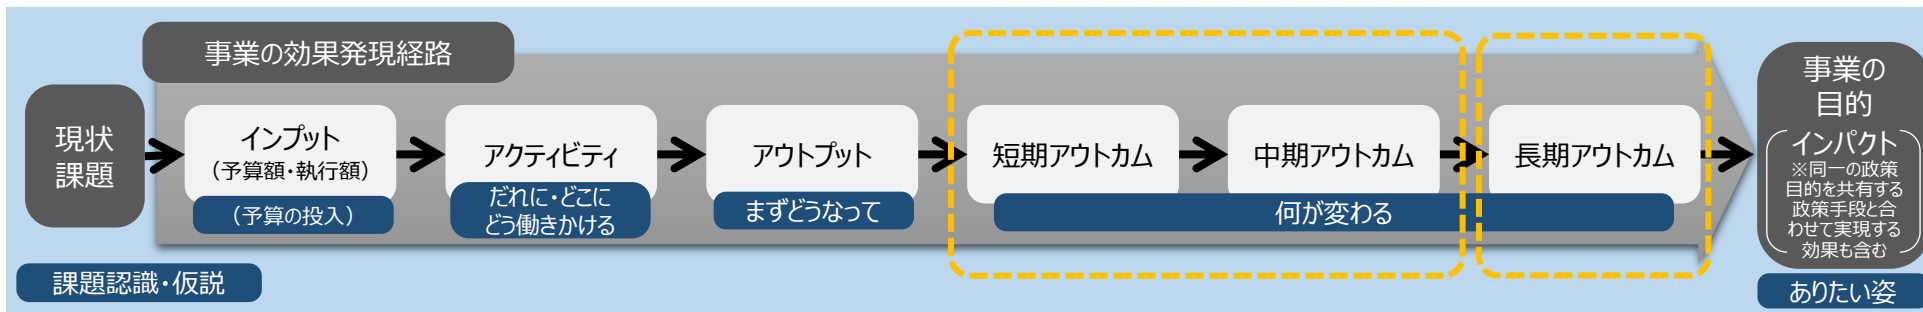 事業の効果発現経路
現状
課題
インプット
（予算額・執行額）
（予算の投入）
アクティビティ
だれに・どこに
どう働きかける
アウトプット
まずどうなって
短期アウトカム
中期アウトカム
長期アウトカム
何が変わる
事業の
目的
インパクト
※同一の政策
目的を共有する
政策手段と合
わせて実現する
効果も含む
課題認識・仮説
ありたい姿